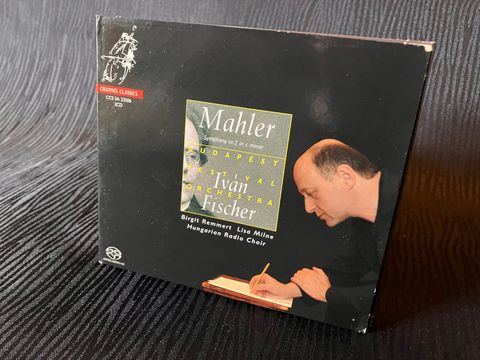 CHANNEL CLASSICS
CCS SA 23506
2CD
Mahler
Symphony nr.2 in c minor
BUDAPEST
FESTIVAL
Iván
ORCHESTRA
Fischer
Birgit Remmert Lisa Milne
Hungarian Radio Choir